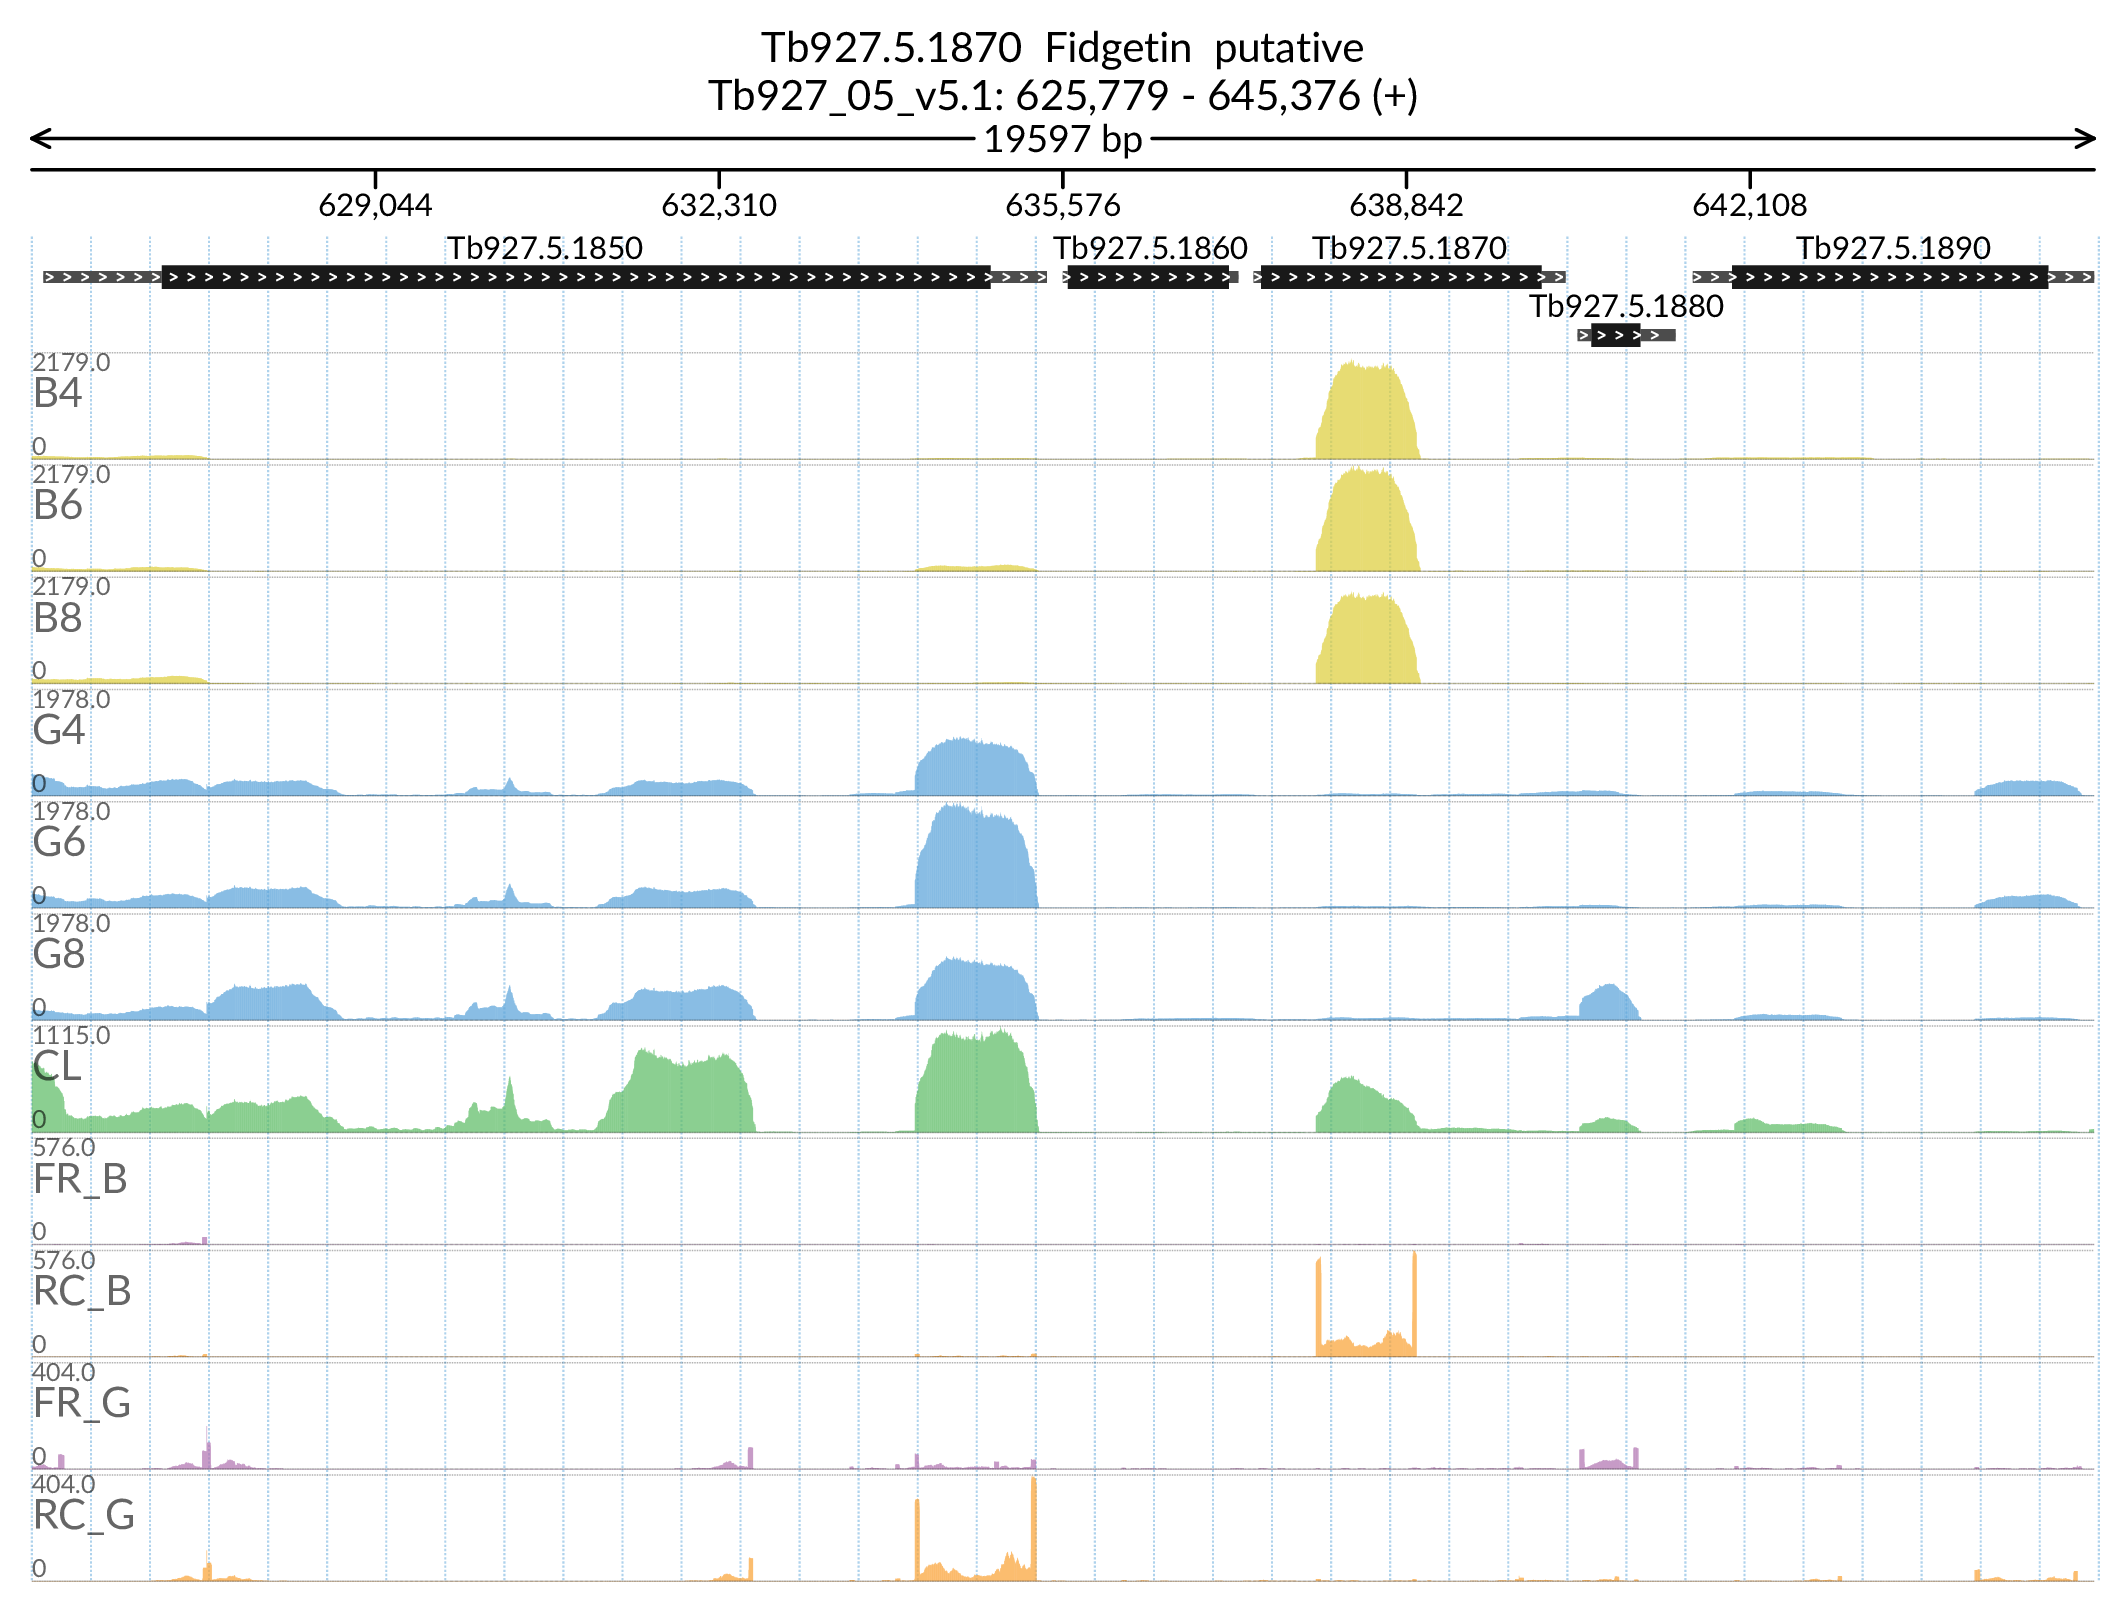 Tb927.5.1870 Fidgetin putative
Tb927_05_v5.1: 625,779 - 645,376 (+)
19597 bp
629,044 632,310 635,576 638,842 642,108
Tb927.5.1850 Tb927.5.1860 Tb927.5.1870 Tb927.5.1890
Tb927.5.1880
2179.0
B4
0
2179.0
B6
0
2179.0
B8
0
1978.0
G4
0
1978.0
G6
0
1978.0
G8
0
1115.0
CL
0
576.0
FR_B
0
576.0
RC_B
0
404.0
FR_G
0
404.0
RC_G
0